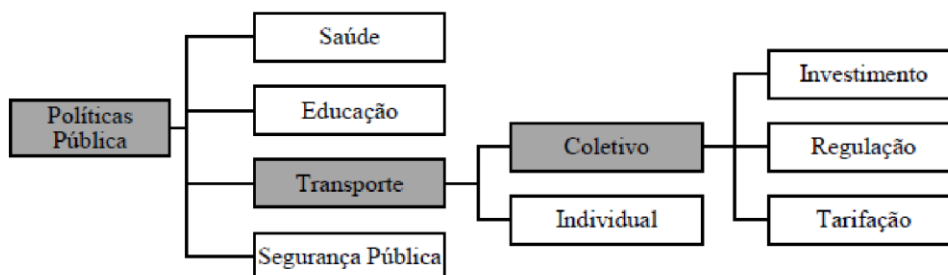 Políticas
Pública
Saúde
Educação
Transporte
Segurança Pública
Coletivo
Individual
Investimento
Regulação
Tarifação